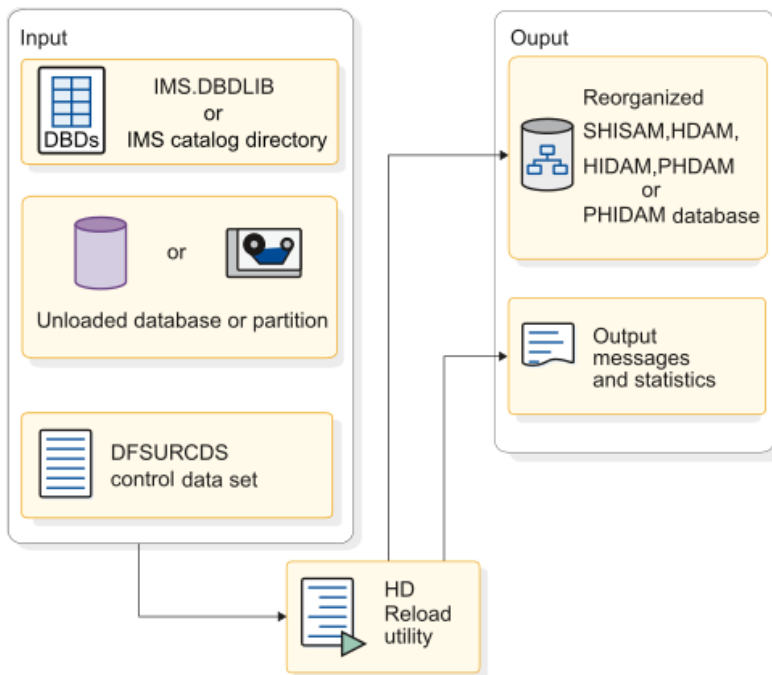 Input
DBDs
IMS.DBDLIB
or
IMS catalog directory
or
Unloaded database or partition
DFSURCDS
control data set
HD
Reload
utility
Ouput
Reorganized
SHISAM,HDAM,
HIDAM,PHDAM
or
PHIDAM database
Output
messages
and statistics